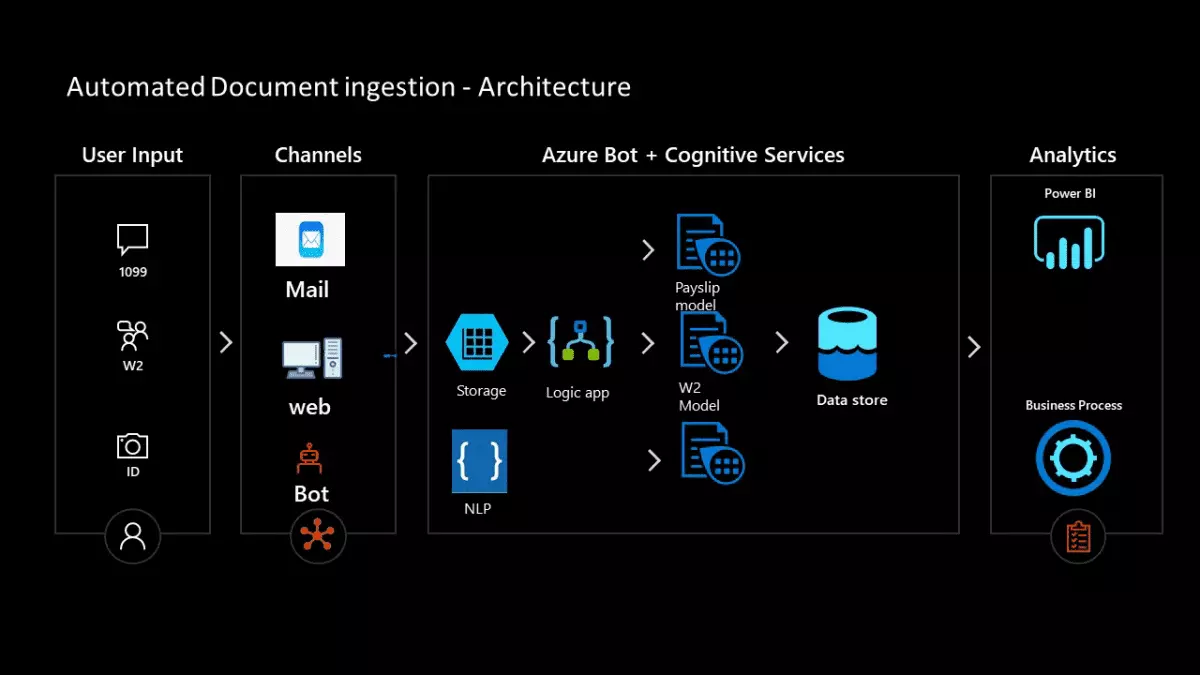 Automated Document ingestion - Architecture
User Input
Channels
Azure Bot + Cognitive Services
Analytics
1099
W2
ID
Mail
web
Bot
Storage
NLP
Logic app
Payslip
model
W2
Model
Data store
Power BI
Business Process